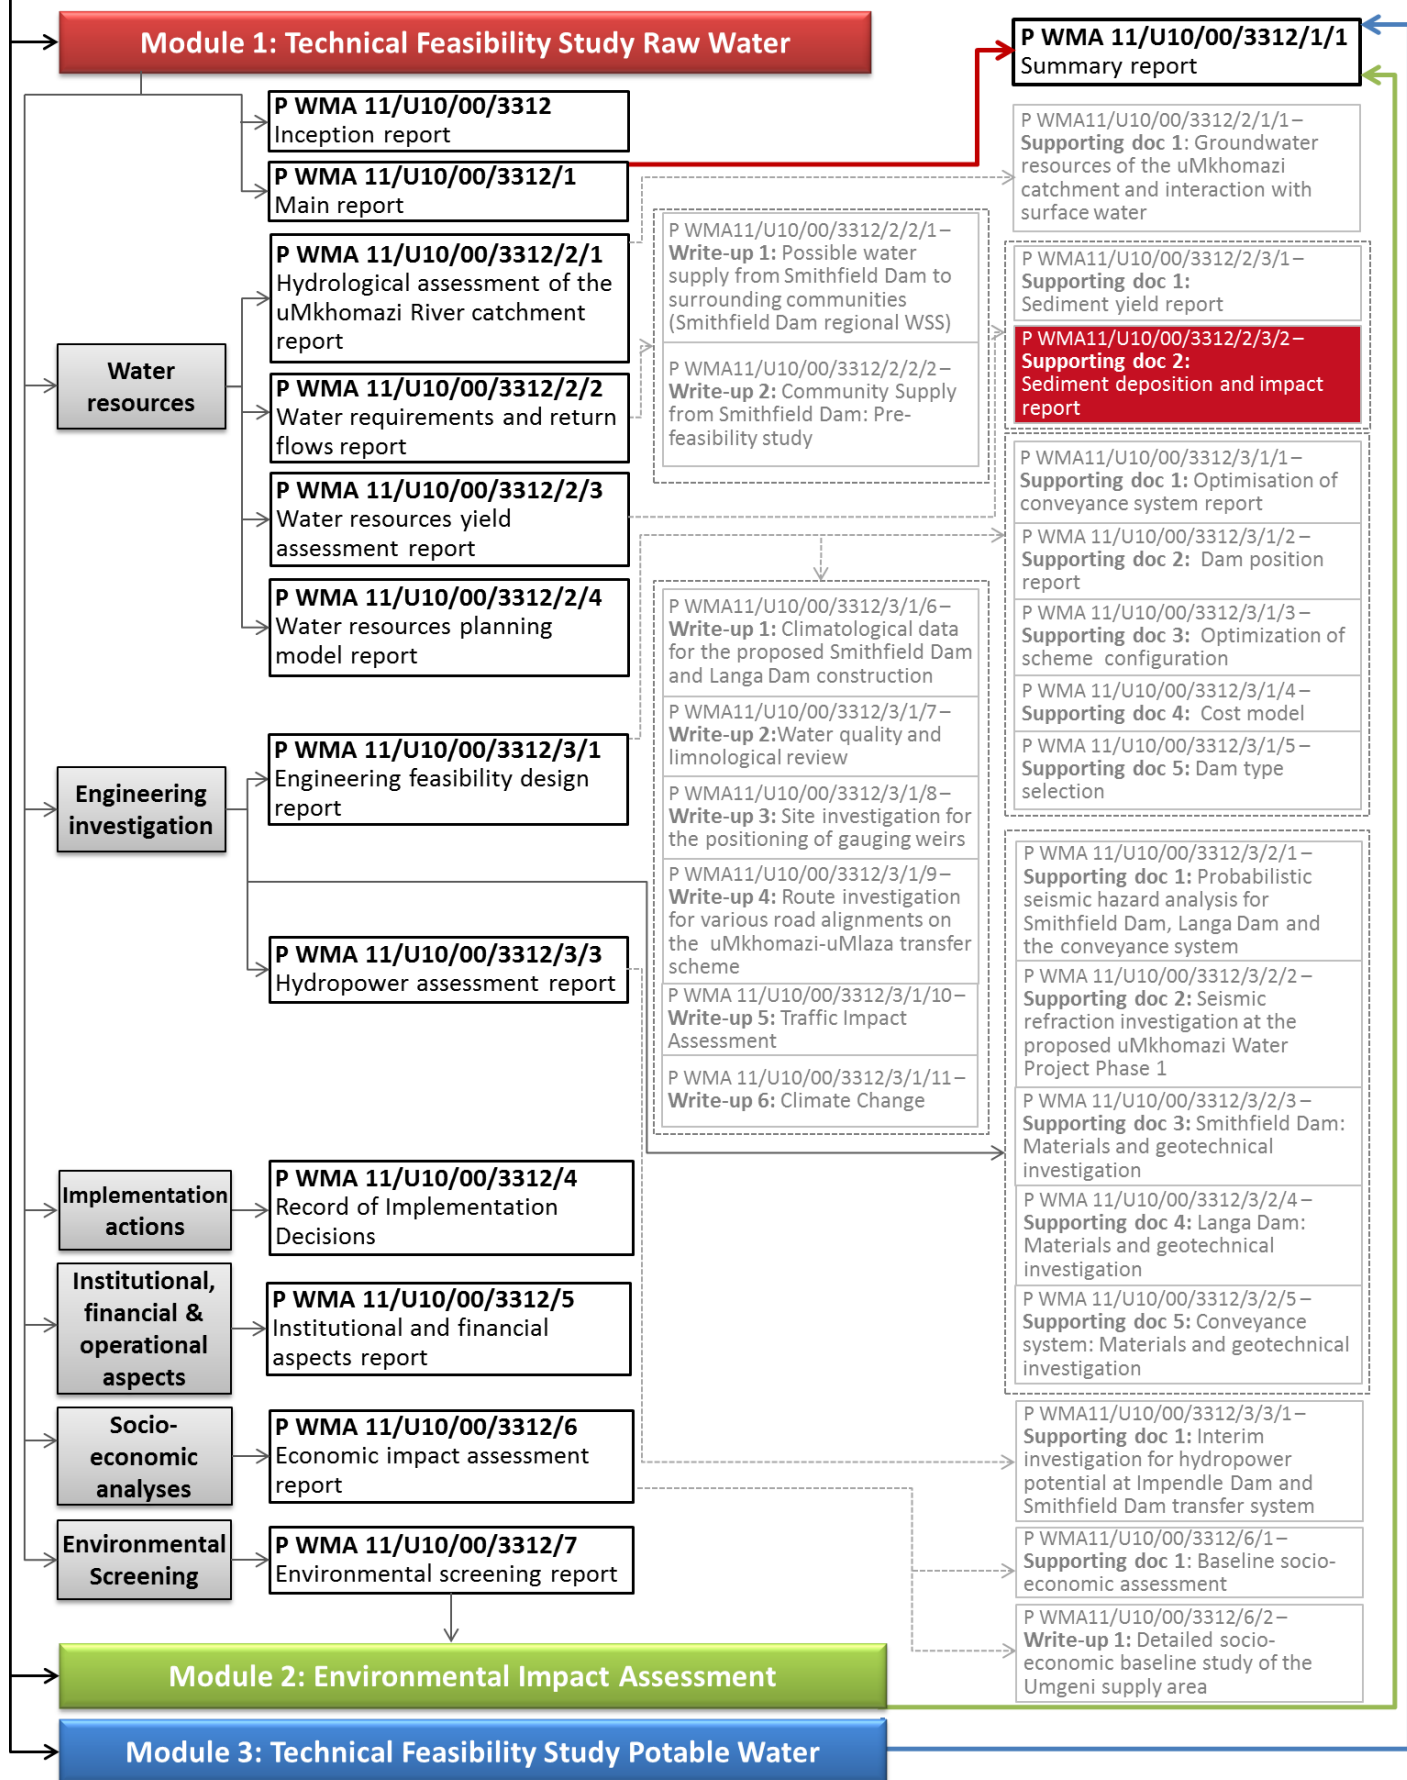 Module 1: Technical Feasibility Study Raw Water
P WMA 11/U10/00/3312/1/1
Summary report
P WMA 11/U10/00/3312
Inception report
P WMA 11/U10/00/3312/1
Main report
Water
resources
P WMA 11/U10/00/3312/2/1
Hydrological assessment of the
uMkhomazi River catchment
report
P WMA 11/U10/00/3312/2/2
Water requirements and return
flows report
P WMA 11/U10/00/3312/2/3
Water resources yield
assessment report
P WMA 11/U10/00/3312/2/4
Water resources planning
model report
P WMA11/U10/00/3312/2/2/1–
Write-up 1: Possible water
supply from Smithfield Dam to
surrounding communities
(Smithfield Dam regional WSS)
P WMA11/U10/00/3312/2/2/2–
Write-up 2: Community Supply
from Smithfield Dam: Pre-
feasibility study
P WMA11/U10/00/3312/2/1/1–
Supporting doc 1: Groundwater
resources of the uMkhomazi
catchment and interaction with
surface water
P WMA11/U10/00/3312/2/3/1–
Supporting doc 1:
Sediment yield report
P WMA11/U10/00/3312/2/3/2–
Supporting doc 2:
Sediment deposition and impact
report
Engineering
investigation
P WMA 11/U10/00/3312/3/1
Engineering feasibility design
report
P WMA 11/U10/00/3312/3/3
Hydropower assessment report
P WMA11/U10/00/3312/3/1/6–
Write-up 1: Climatological data
for the proposed Smithfield Dam
and Langa Dam construction
P WMA11/U10/00/3312/3/1/7–
Write-up 2:Water quality and
limnological review
P WMA11/U10/00/3312/3/1/8–
Write-up 3: Site investigation for
the positioning of gauging weirs
P WMA11/U10/00/3312/3/1/9–
Write-up 4: Route investigation
for various road alignments on
the uMkhomazi-uMlaza transfer
scheme
P WMA 11/U10/00/3312/3/1/10–
Write-up 5: Traffic Impact
Assessment
P WMA 11/U10/00/3312/3/1/11–
Write-up 6: Climate Change
P WMA11/U10/00/3312/3/1/1–
Supporting doc 1: Optimisation of
conveyance system report
P WMA 11/U10/00/3312/3/1/2–
Supporting doc 2: Dam position
report
P WMA 11/U10/00/3312/3/1/3–
Supporting doc 3: Optimization of
scheme configuration
P WMA 11/U10/00/3312/3/1/4–
Supporting doc 4: Cost model
P WMA 11/U10/00/3312/3/1/5–
Supporting doc 5: Dam type
selection
P WMA 11/U10/00/3312/3/2/1–
Supporting doc 1: Probabilistic
seismic hazard analysis for
Smithfield Dam, Langa Dam and
the conveyance system
P WMA 11/U10/00/3312/3/2/2–
Supporting doc 2: Seismic
refraction investigation at the
proposed uMkhomazi Water
Project Phase 1
P WMA 11/U10/00/3312/3/2/3–
Supporting doc 3: Smithfield Dam:
Materials and geotechnical
investigation
P WMA 11/U10/00/3312/3/2/4–
Supporting doc 4: Langa Dam:
Materials and geotechnical
investigation
P WMA 11/U10/00/3312/3/2/5–
Supporting doc 5: Conveyance
system: Materials and geotechnical
investigation
Implementation
actions
P WMA 11/U10/00/3312/4
Record of Implementation
Decisions
Institutional,
financial &
operational
aspects
P WMA 11/U10/00/3312/5
Institutional and financial
aspects report
Socio-
economic
analyses
P WMA 11/U10/00/3312/6
Economic impact assessment
report
P WMA11/U10/00/3312/3/3/1–
Supporting doc 1: Interim
investigation for hydropower
potential at Impendle Dam and
Smithfield Dam transfer system
P WMA11/U10/00/3312/6/1–
Supporting doc 1: Baseline socio-
economic assessment
P WMA11/U10/00/3312/6/2–
Write-up 1: Detailed socio-
economic baseline study of the
Umgeni supply area
Environmental
Screening
P WMA 11/U10/00/3312/7
Environmental screening report
Module 2: Environmental Impact Assessment
Module 3: Technical Feasibility Study Potable Water